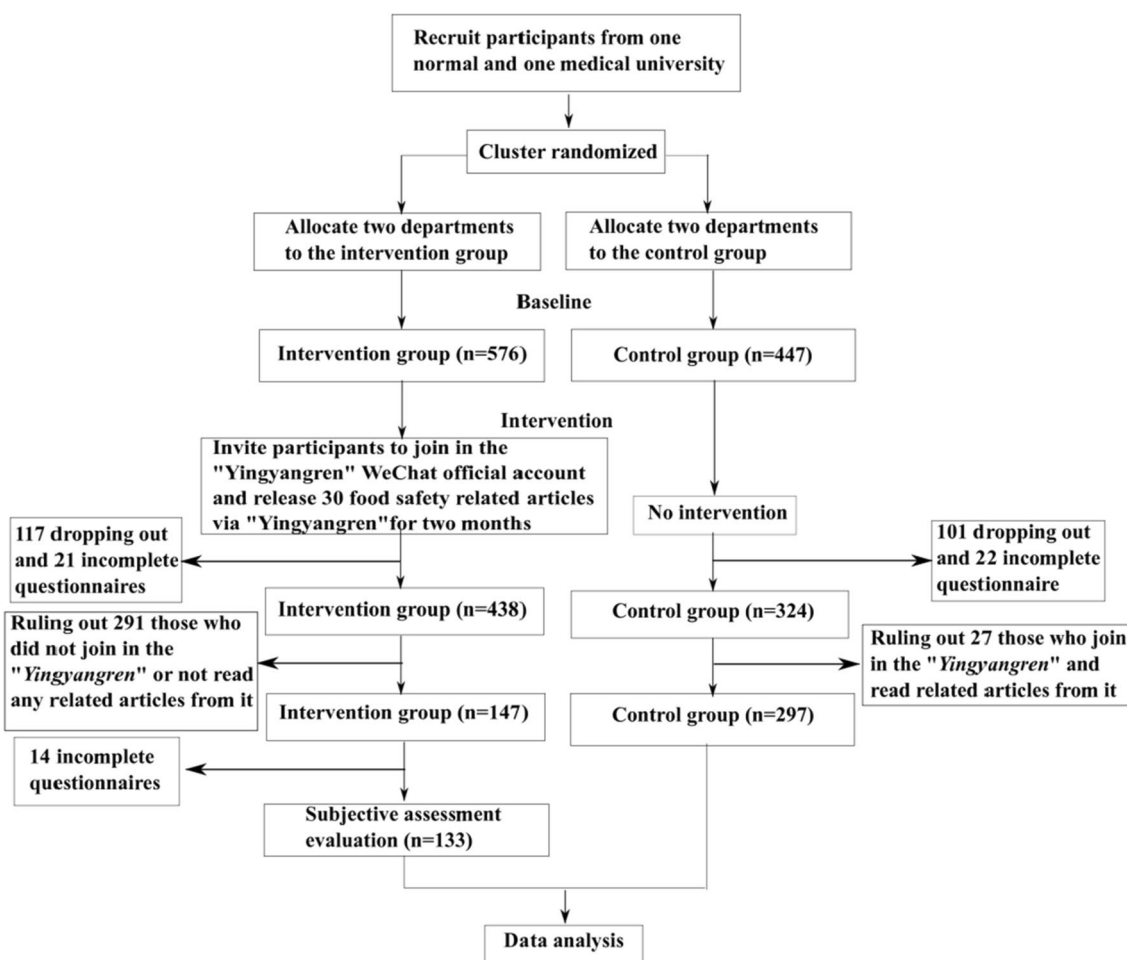 Recruit participants from one
normal and one medical university
Cluster randomized
Allocate two departments
to the intervention group
Allocate two departments
to the control group
Baseline
Intervention group (n=576)
Control group (n=447)
Intervention
Invite participants to join in the
"Yingyangren" WeChat official account
and release 30 food safety related articles
via "Yingyangren"for two months
No intervention
117 dropping out
and 21 incomplete
questionnaires
101 dropping out
and 22 incomplete
questionnaire
Intervention group (n=438)
Control group (n=324)
Ruling out 291 those who
did not join in the
"Yingyangren" or not read
any related articles from it
Ruling out 27 those who join
in the "Yingyangren" and
read related articles from it
Intervention group (n=147)
Control group (n=297)
14 incomplete
questionnaires
Subjective assessment
evaluation (n=133)
Data analysis